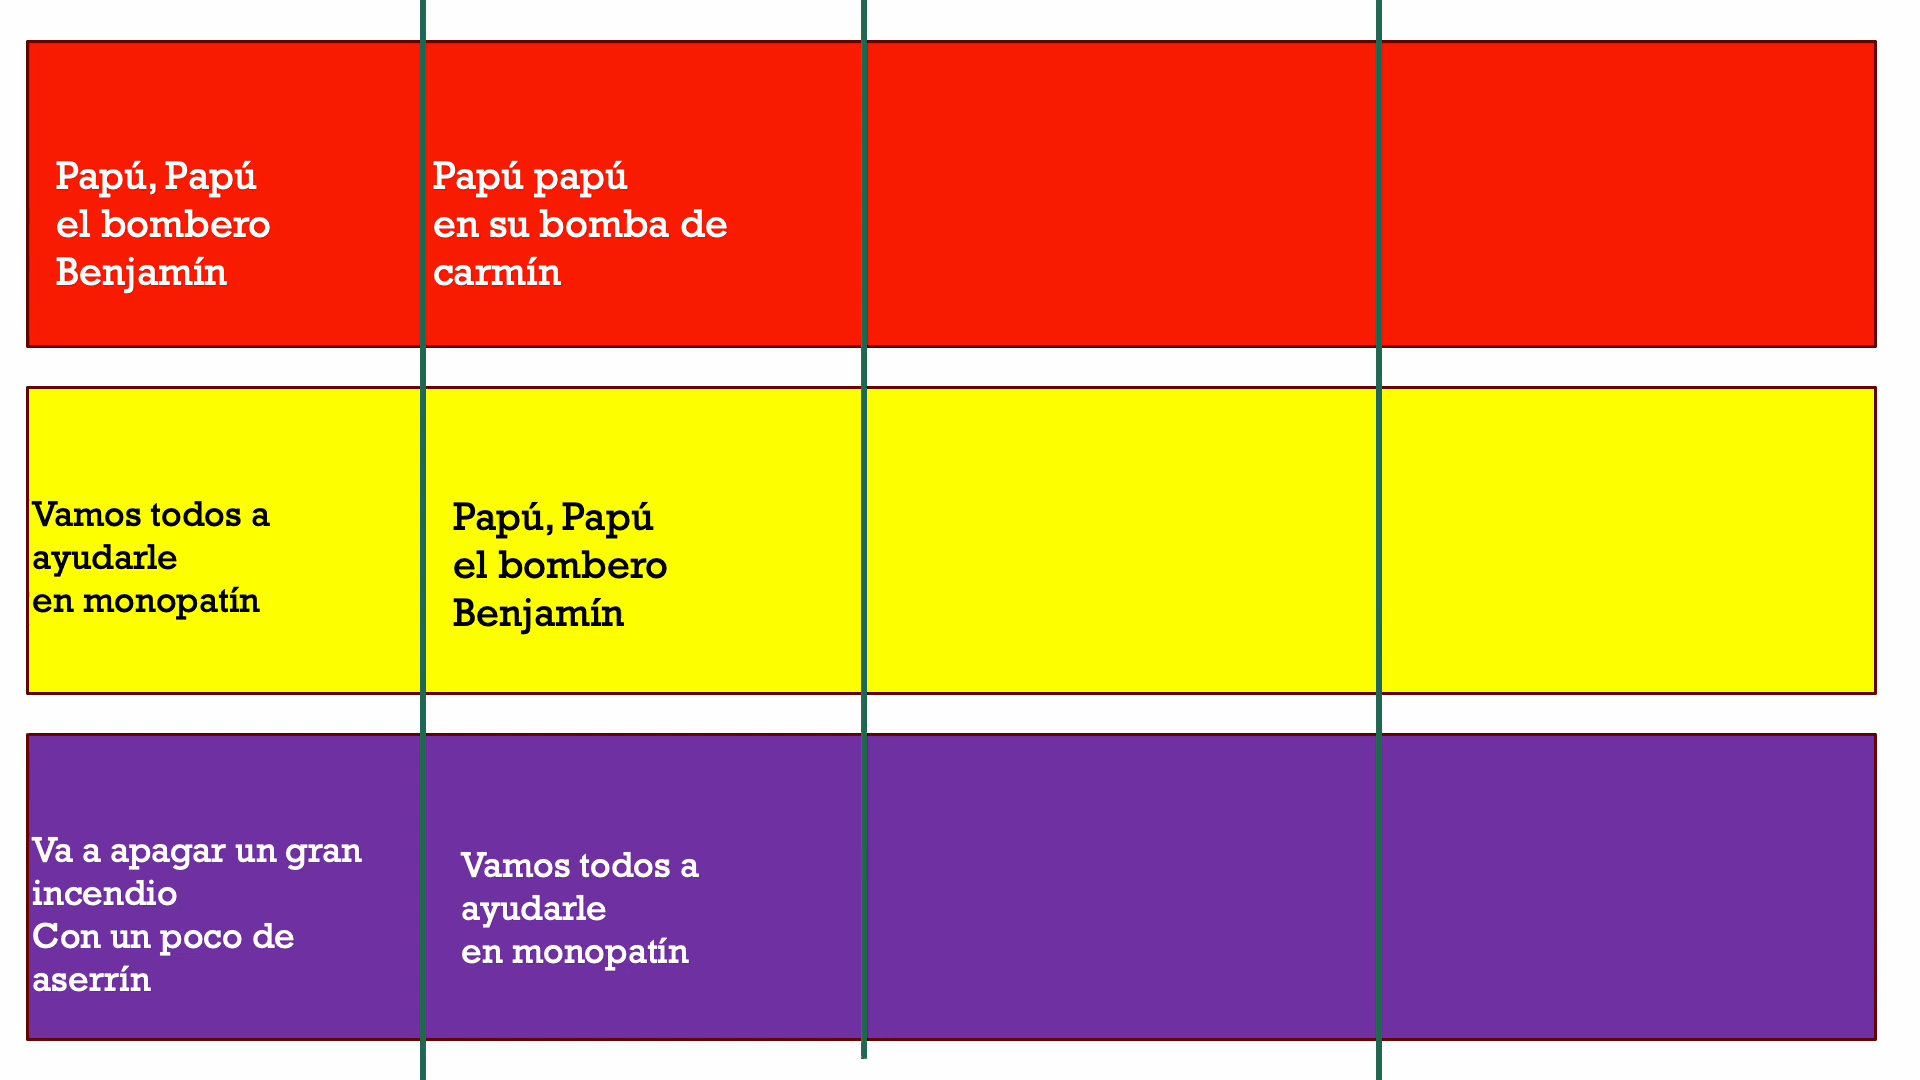 Papú, Papú
el bombero
Benjamín
Papú papú
en su bomba de
carmín
Vamos todos a
ayudarle
en monopatín
Papú, Papú
el bombero
Benjamín
Va a apagar un gran
incendio
Con un poco de
aserrín
Vamos todos a
ayudarle
en monopatín